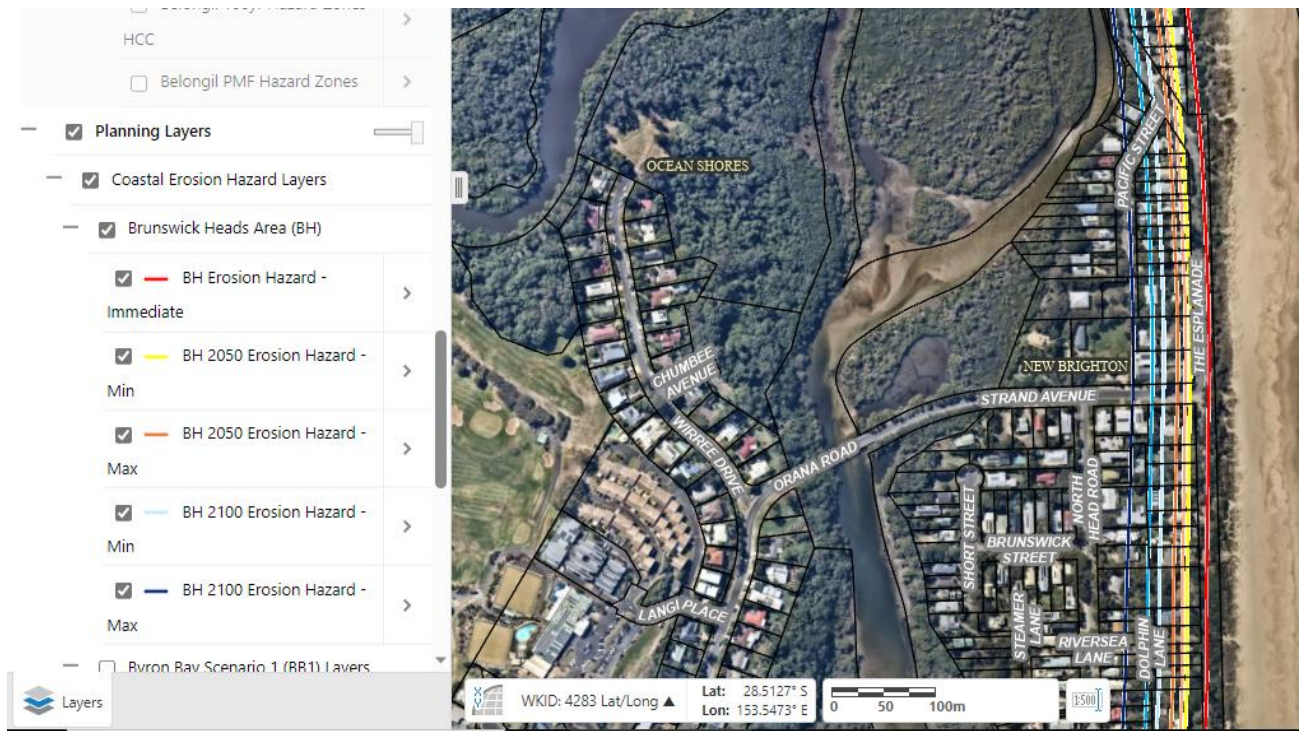 HCC
Belongil PMF Hazard Zones
Planning Layers
Coastal Erosion Hazard Layers
Brunswick Heads Area (BH)
BH Erosion Hazard -
Immediate
BH 2050 Erosion Hazard -
Min
BH 2050 Erosion Hazard -
Max
BH 2100 Erosion Hazard -
Min
BH 2100 Erosion Hazard -
Max
Byron Bay Scenario 1 (BB1) Layers
Layers
OCEAN SHORES
PACIFIC STREET
THE ESPLANADE
CHUMBEE
AVENUE
NEW BRIGHTON
STRAND AVENUE
WIRREE DRIVE
ORANA ROAD
NORTH
HEAD ROAD
SHORT STREET
BRUNSWICK
STREET
STEAMER
LANE
RIVERSEA
LANE
DOLPHIN
LANE
LANGI PLACE
WKID: 4283 Lat/Long ▲
Lat: 28.5127° S
Lon: 153.5473° E
0 50 100m
1:500